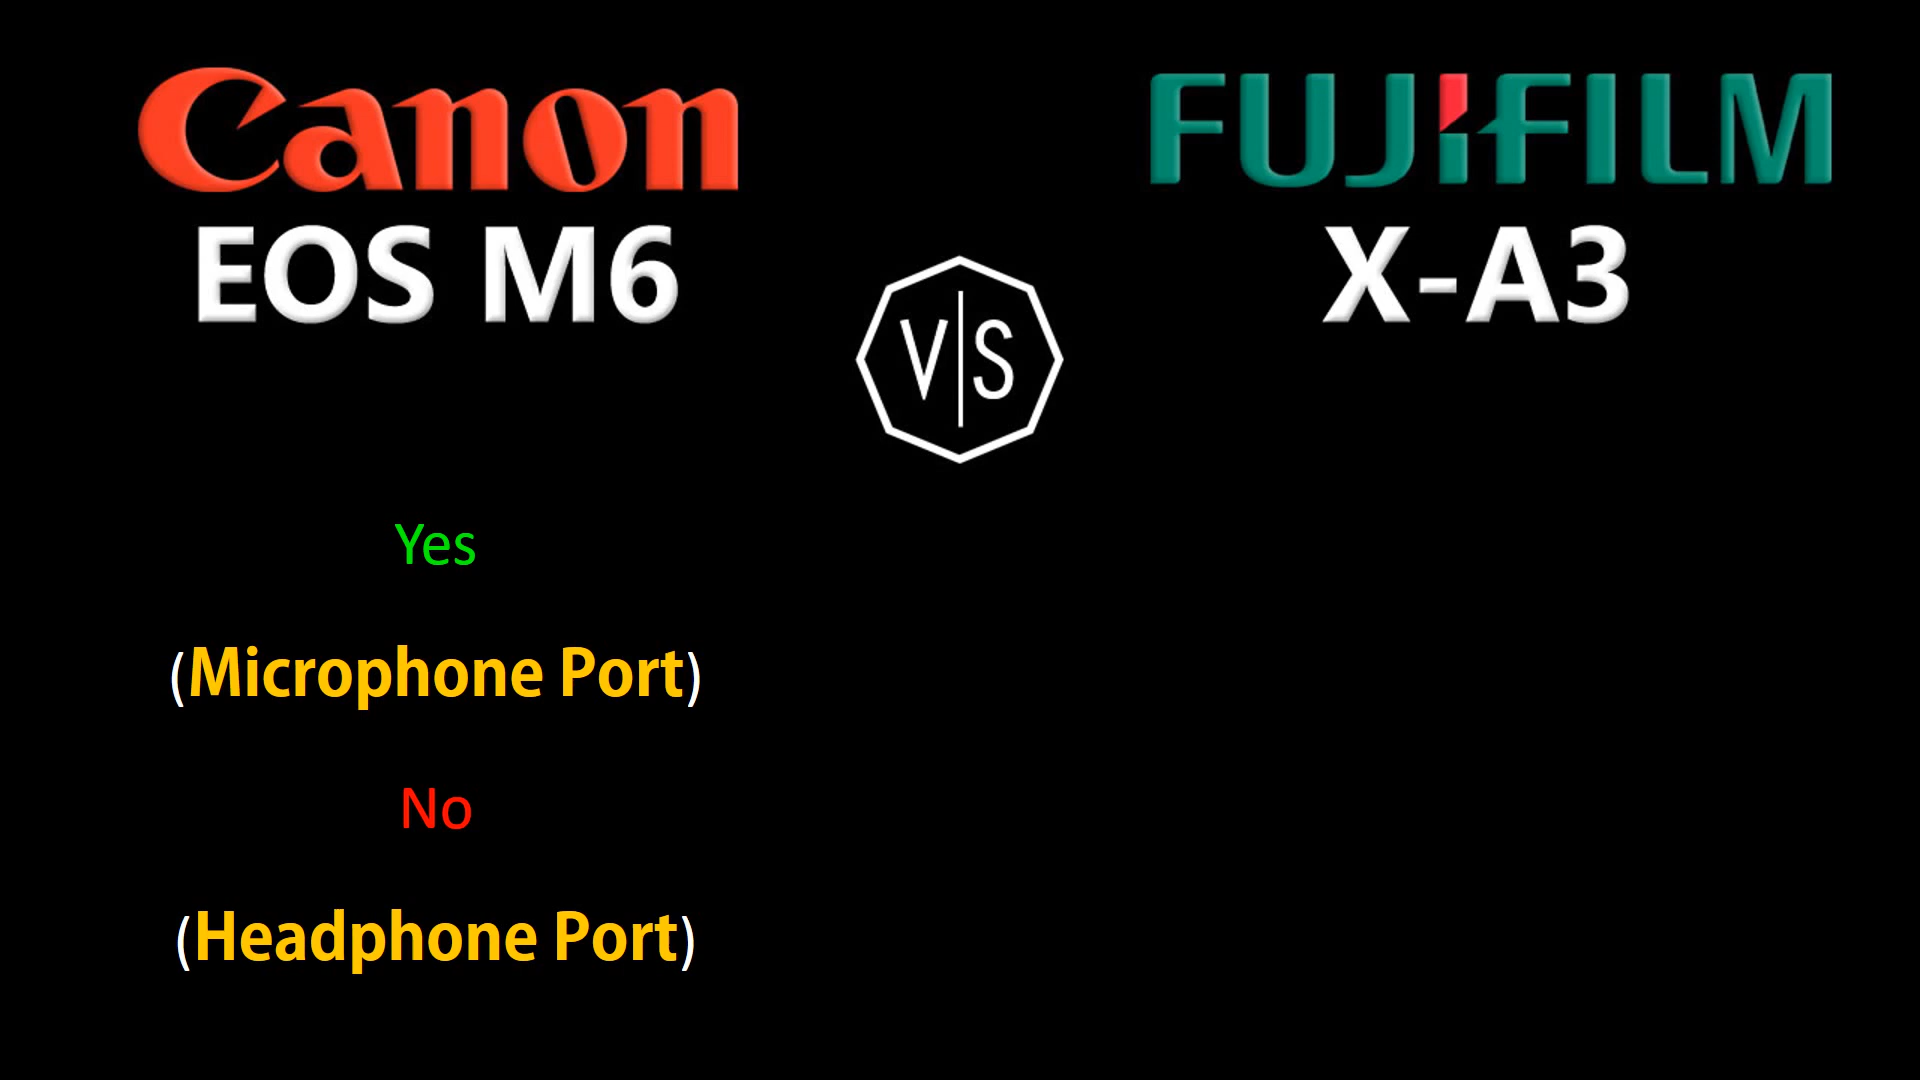 Canon
EOS M6
FUJIFILM
X-A3
V|S
Yes
(Microphone Port)
No
(Headphone Port)